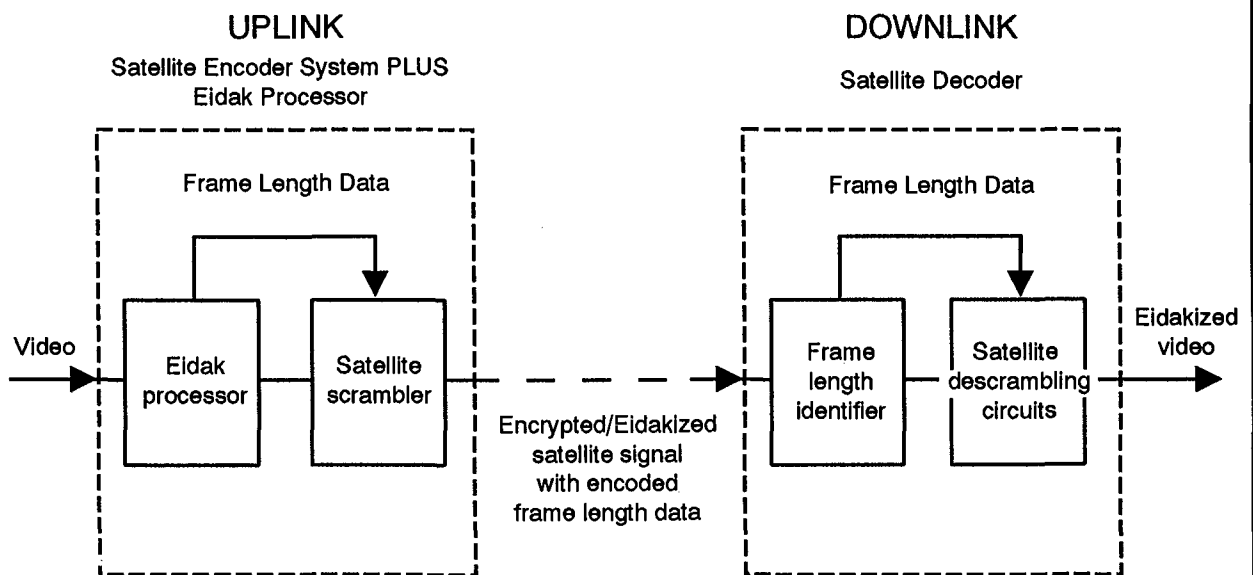 UPLINK
Satellite Encoder System PLUS
Eidak Processor
DOWNLINK
Satellite Decoder
Frame Length Data
Frame Length Data
Video
Eidak
processor
Satellite
scrambler
Encrypted/Eidakized
satellite signal
with encoded
frame length data
Frame
length
identifier
Satellite
descrambling
circuits
Eidakized
video